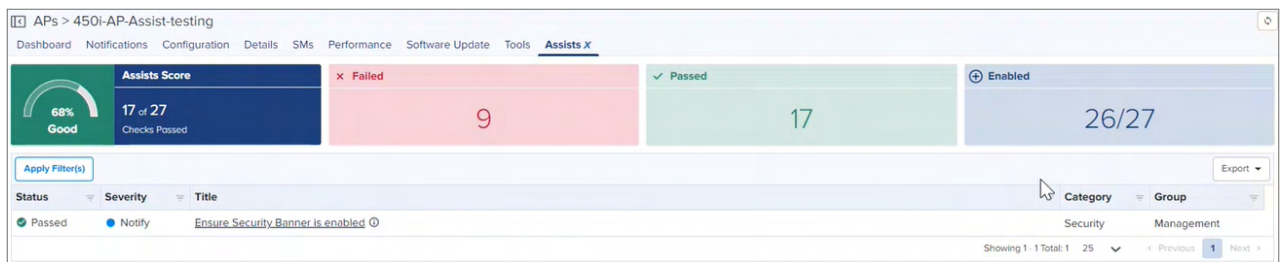 APs > 450i-AP-Assist-testing
Dashboard Notifications Configuration Details SMs Performance Software Update Tools Assists X
Assists Score
68%
Good
17 of 27
Checks Passed
Failed
9
Passed
17
Enabled
26/27
Apply Filter(s)
Export
Status Severity Title Category Group
Passed Notify Ensure Security Banner is enabled Security Management
Showing 1 - 1 Total: 1 25 < Previous 1 Next >